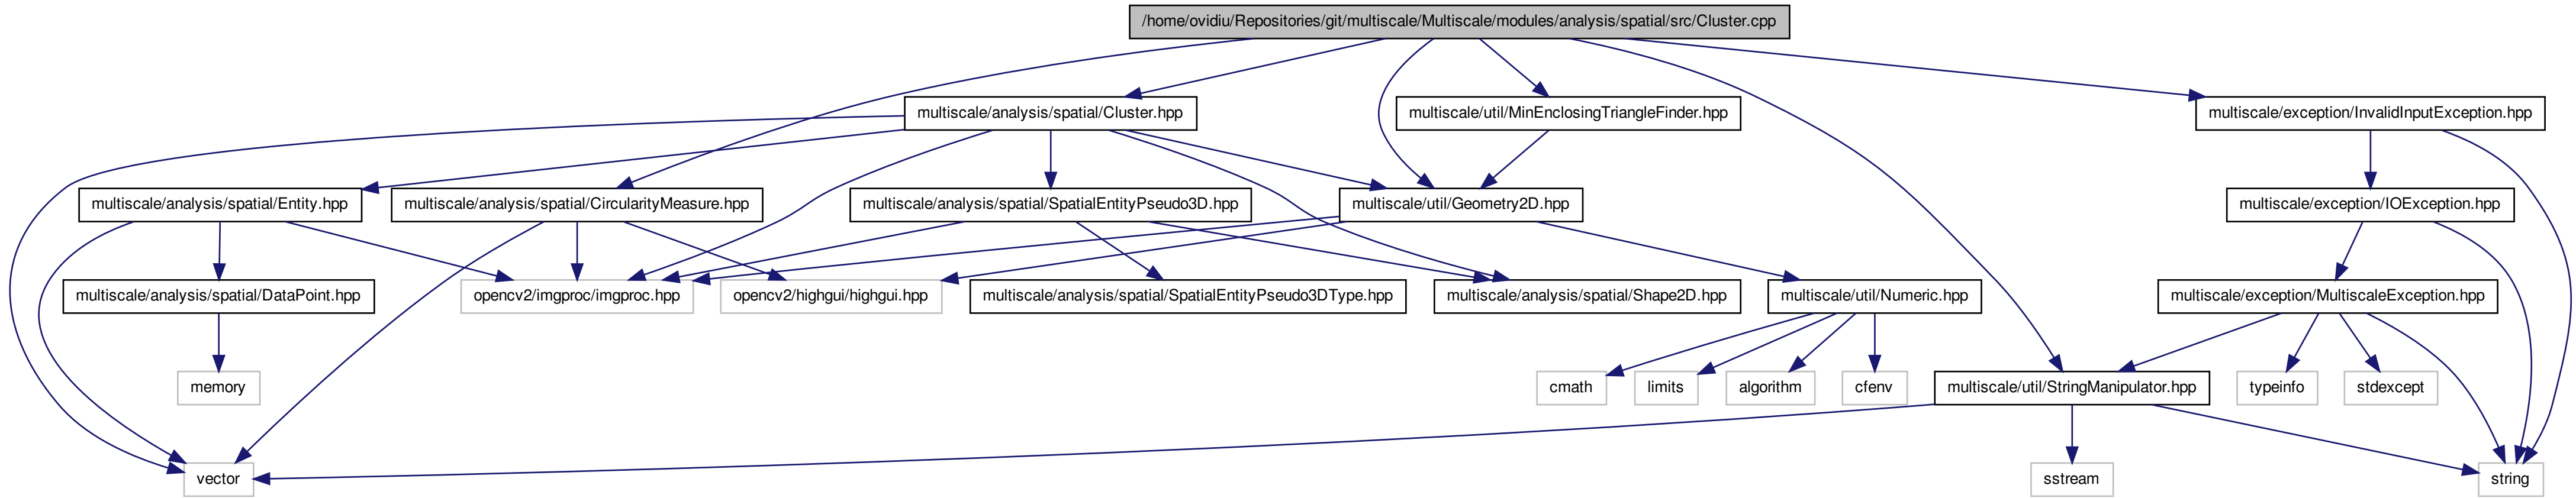 /home/ovidiu/Repositories/git/multiscale/Multiscale/modules/analysis/spatial/src/Cluster.cpp
multiscale/analysis/spatial/Cluster.hpp
multiscale/util/MinEnclosingTriangleFinder.hpp
multiscale/exception/InvalidInputException.hpp
multiscale/analysis/spatial/Entity.hpp
multiscale/analysis/spatial/CircularityMeasure.hpp
multiscale/analysis/spatial/SpatialEntityPseudo3D.hpp
multiscale/util/Geometry2D.hpp
multiscale/exception/IOException.hpp
multiscale/analysis/spatial/DataPoint.hpp
opencv2/imgproc/imgproc.hpp
opencv2/highgui/highgui.hpp
multiscale/analysis/spatial/SpatialEntityPseudo3DType.hpp
multiscale/analysis/spatial/Shape2D.hpp
multiscale/util/Numeric.hpp
multiscale/exception/MultiscaleException.hpp
memory
cmath
limits
algorithm
cfenv
multiscale/util/StringManipulator.hpp
typeinfo
stdexcept
vector
sstream
string